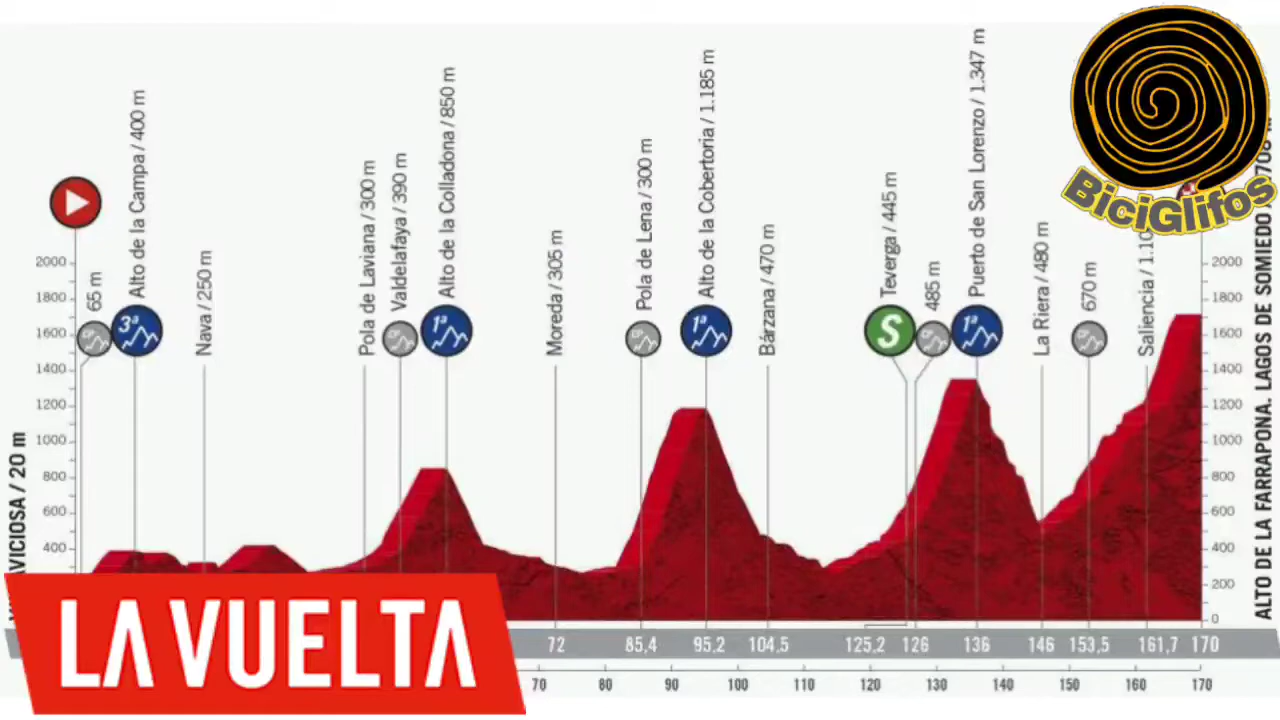 BiciGlifos
65 m
Alto de la Campa / 400 m
Nava / 250 m
Pola de Laviana / 300 m
Valdelafaya / 390 m
Alto de la Colladona / 850 m
Moreda / 305 m
Pola de Lena / 300 m
Alto de la Cobertoria / 1.185 m
Bárzana / 470 m
Teverga / 445 m
485 m
Puerto de San Lorenzo / 1.347 m
La Riera / 480 m
670 m
Saliencia /
3ª
1ª
1ª
S
1ª
2000
1800
1600
1400
1200
1000
800
600
400
2000
1800
1600
1400
1200
1000
800
600
400
200
0
/ 20 m
ALTO DE LA FARRAPONA. LAGOS DE SOMIEDO
72 85,4 95,2 104,5 125,2 126 136 146 153,5 161,7 170
70 80 90 100 110 120 130 140 150 160 170
LA VUELTA